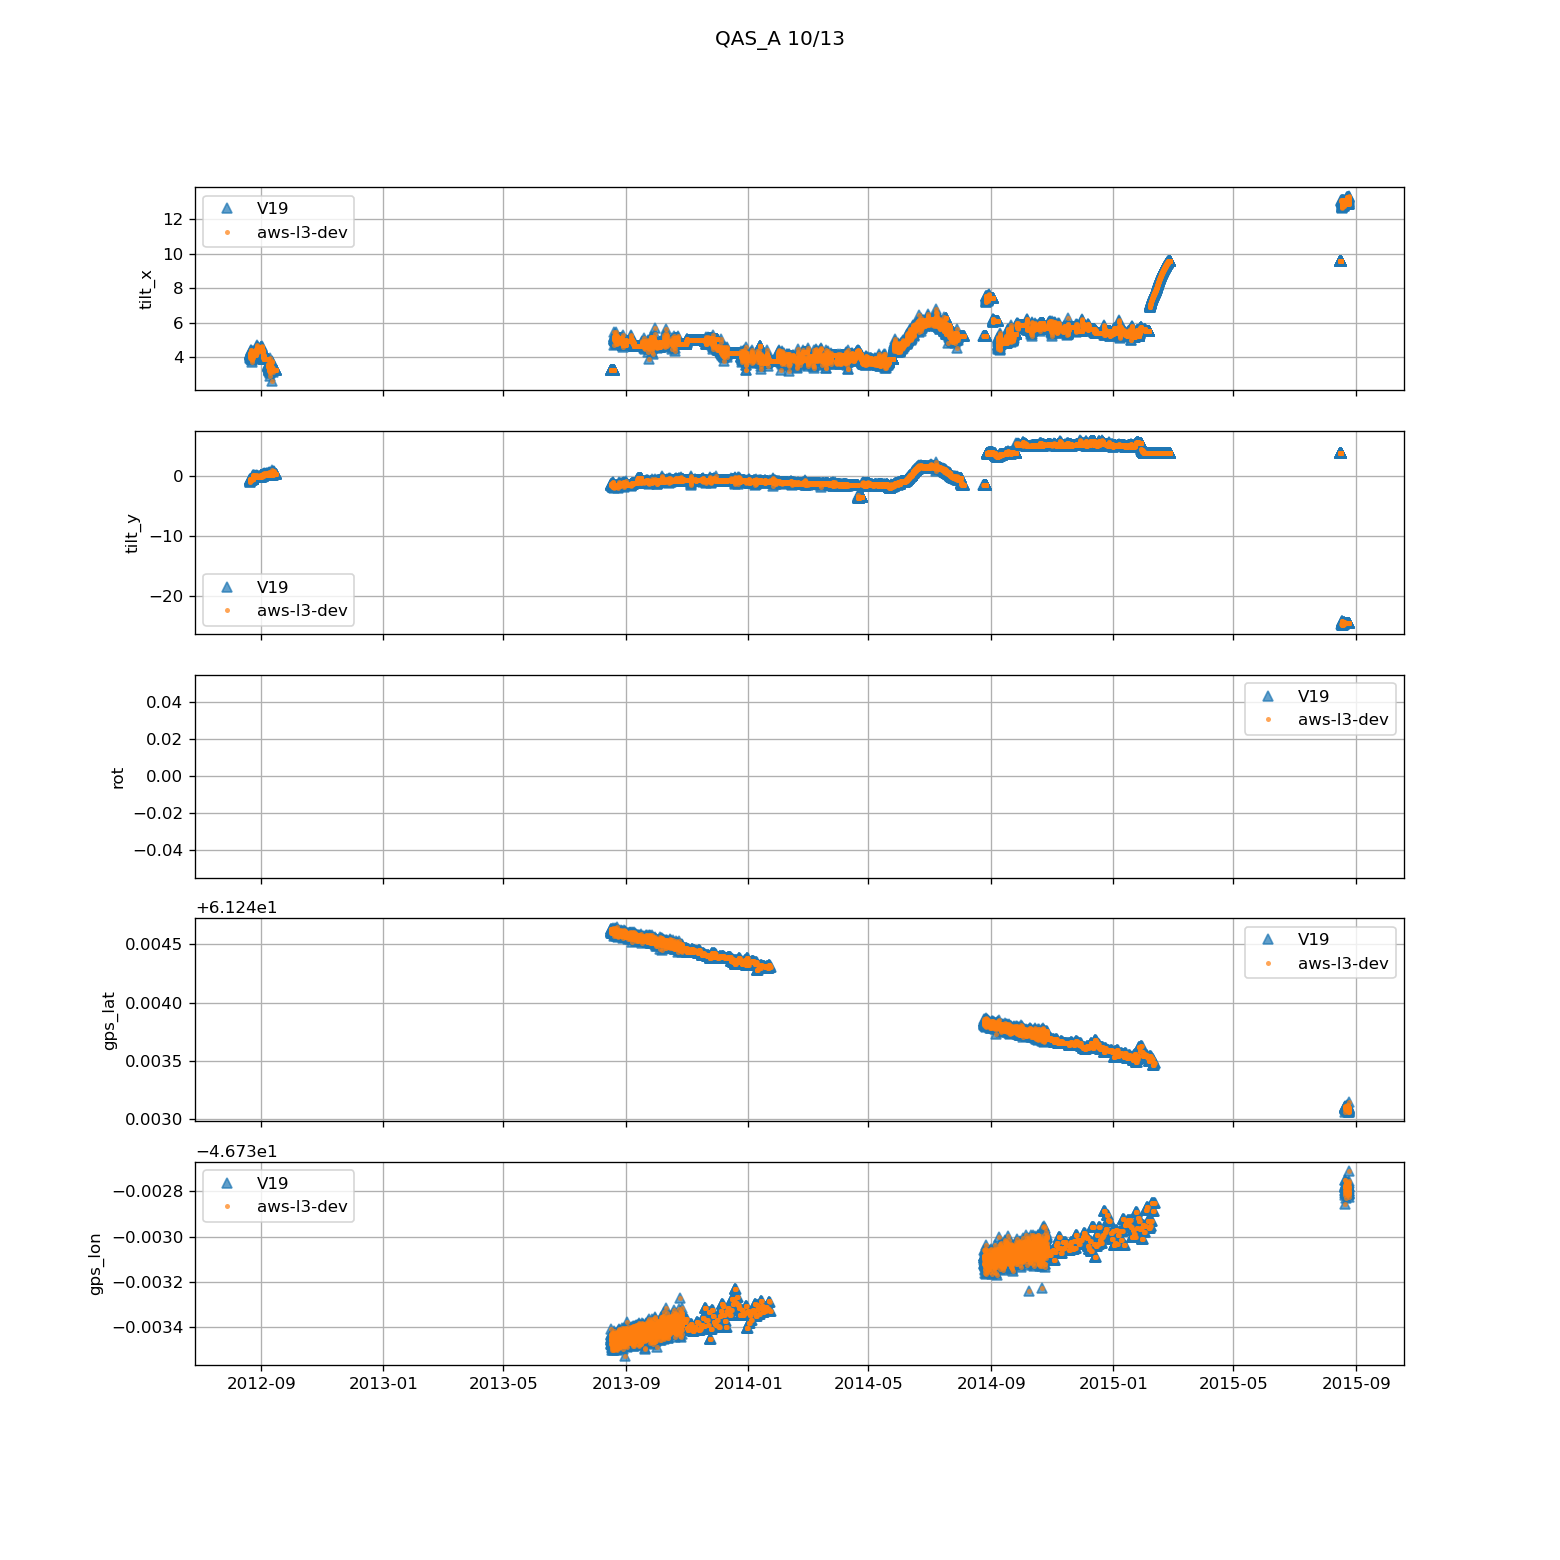 QAS_A 10/13
V19
aws-l3-dev
12
10
8
6
4
tilt_x
0
−10
−20
tilt_y
V19
aws-l3-dev
0.04
0.02
0.00
−0.02
−0.04
rot
V19
aws-l3-dev
+6.124e1
0.0045
0.0040
0.0035
0.0030
gps_lat
V19
aws-l3-dev
−4.673e1
−0.0028
−0.0030
−0.0032
−0.0034
gps_lon
V19
aws-l3-dev
2012-09 2013-01 2013-05 2013-09 2014-01 2014-05 2014-09 2015-01 2015-05 2015-09